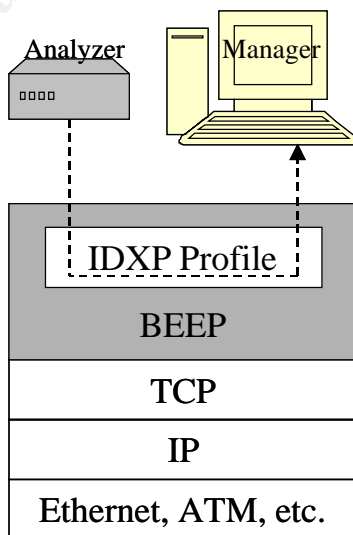 Analyzer
Manager
IDXP Profile
BEEP
TCP
IP
Ethernet, ATM, etc.